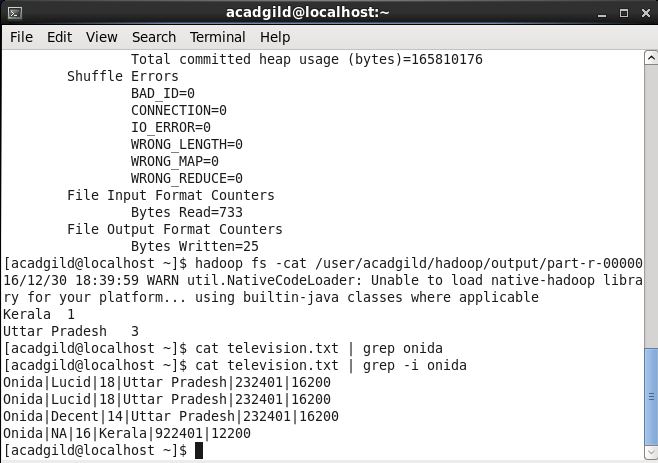 acadgild@localhost:~
File Edit View Search Terminal Help
Total committed heap usage (bytes)=165810176
Shuffle Errors
BAD_ID=0
CONNECTION=0
IO_ERROR=0
WRONG_LENGTH=0
WRONG_MAP=0
WRONG_REDUCE=0
File Input Format Counters
Bytes Read=733
File Output Format Counters
Bytes Written=25
[acadgild@localhost ~]$ hadoop fs -cat /user/acadgild/hadoop/output/part-r-00000
16/12/30 18:39:59 WARN util.NativeCodeLoader: Unable to load native-hadoop libra
ry for your platform... using builtin-java classes where applicable
Kerala 1
Uttar Pradesh 3
[acadgild@localhost ~]$ cat television.txt | grep onida
[acadgild@localhost ~]$ cat television.txt | grep -i onida
Onida|Lucid|18|Uttar Pradesh|232401|16200
Onida|Lucid|18|Uttar Pradesh|232401|16200
Onida|Decent|14|Uttar Pradesh|232401|16200
Onida|NA|16|Kerala|922401|12200
[acadgild@localhost ~]$